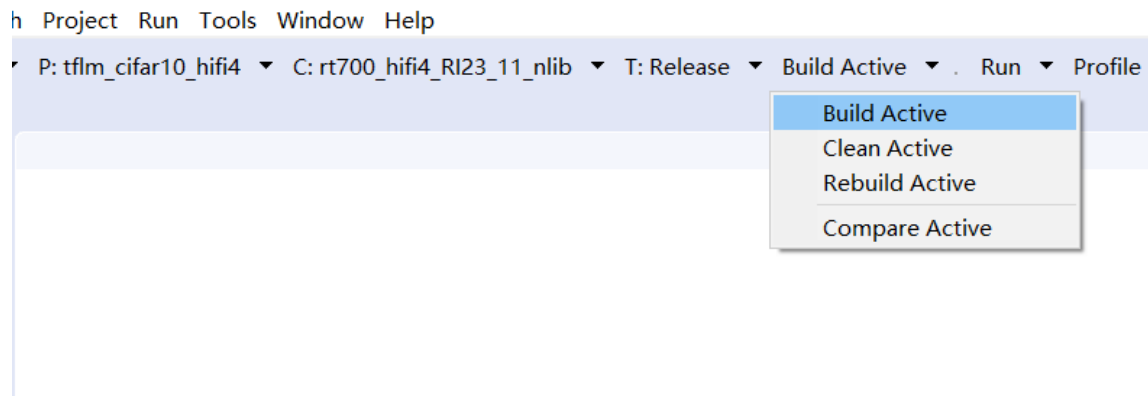 h Project Run Tools Window Help
P: tflm_cifar10_hifi4 C: rt700_hifi4_RI23_11_nlib T: Release Build Active . Run Profile
Build Active
Clean Active
Rebuild Active
Compare Active